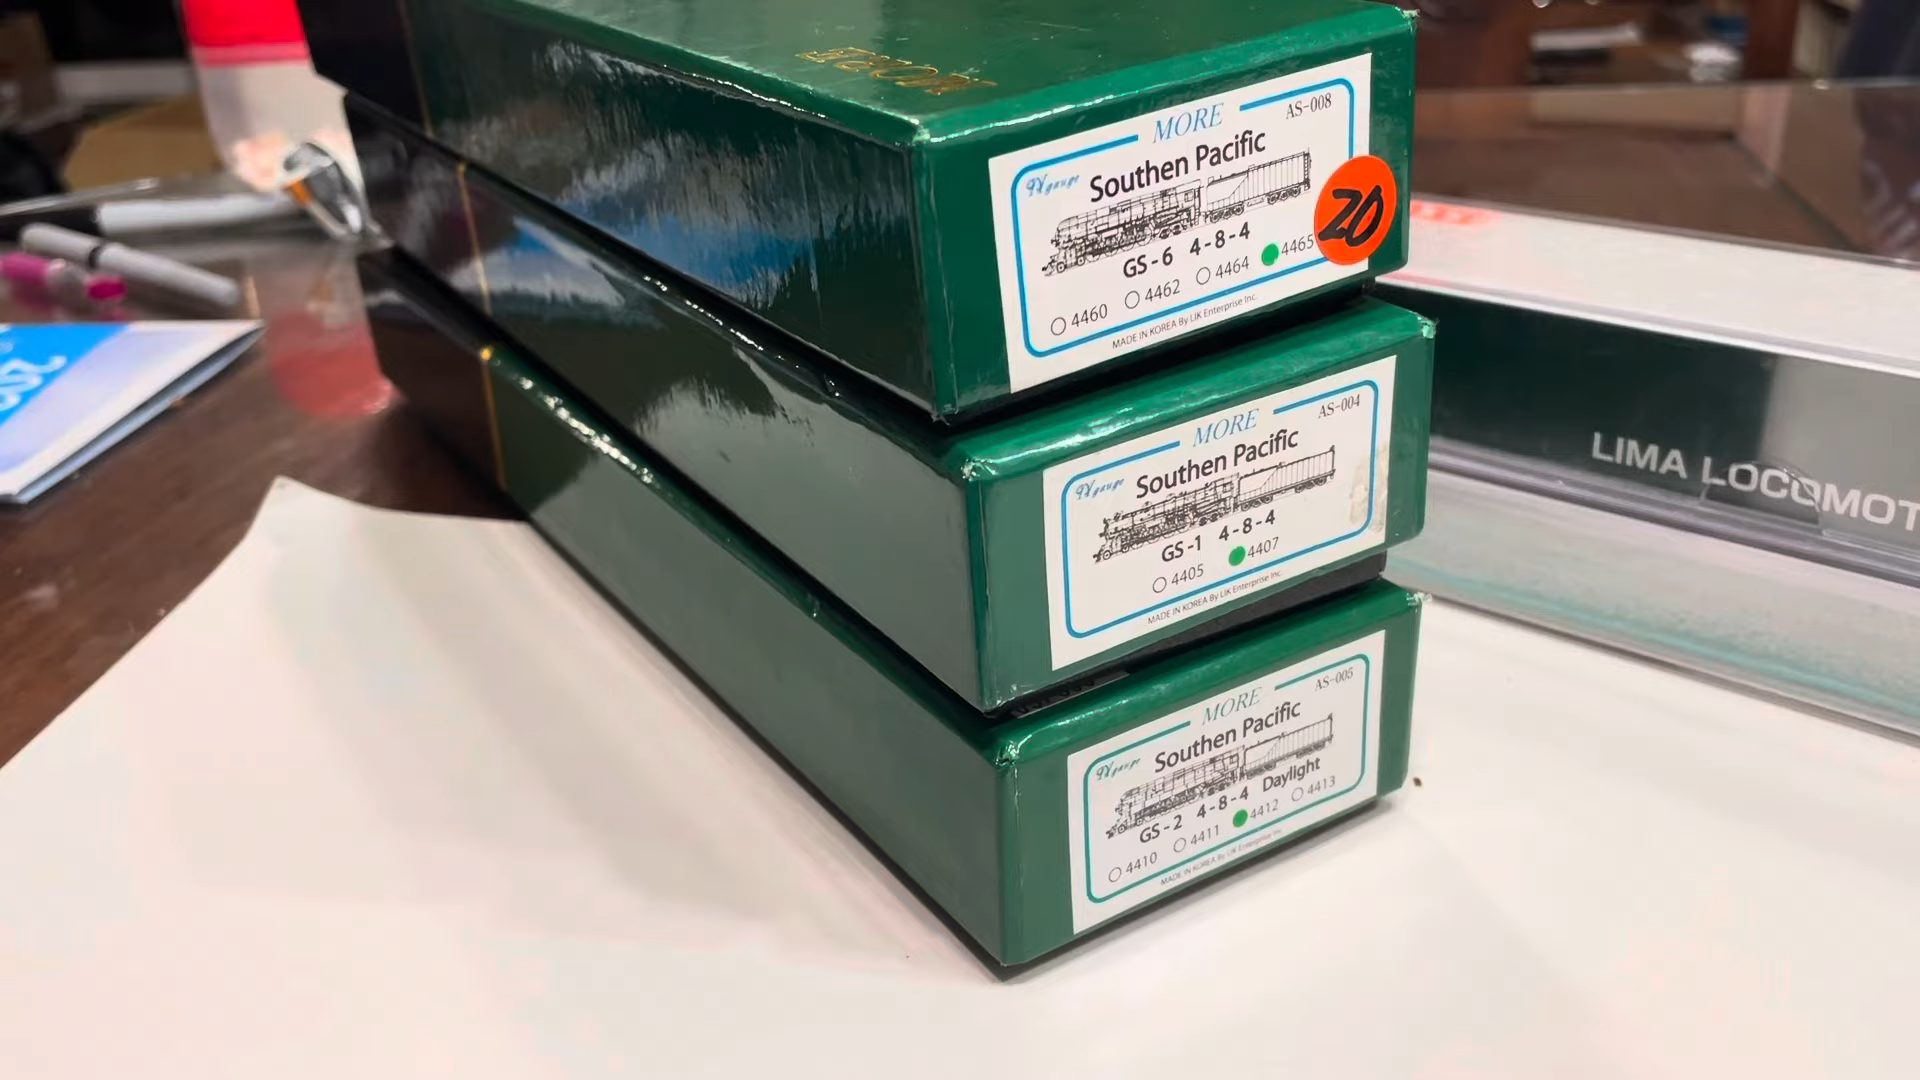 MORE
MORE
AS-008
Southen Pacific
gauge
GS-6 4-8-4
4460 4462 4464 4465
MADE IN KOREA By LIK Enterprise Inc.
20
MORE
AS-004
Southen Pacific
gauge
GS-1 4-8-4
4405 4407
MADE IN KOREA By LIK Enterprise Inc.
MORE
AS-005
Southen Pacific
gauge
GS-2 4-8-4 Daylight
4410 4411 4412 4413
MADE IN KOREA By LIK Enterprise Inc.
LIMA LOCOMOT